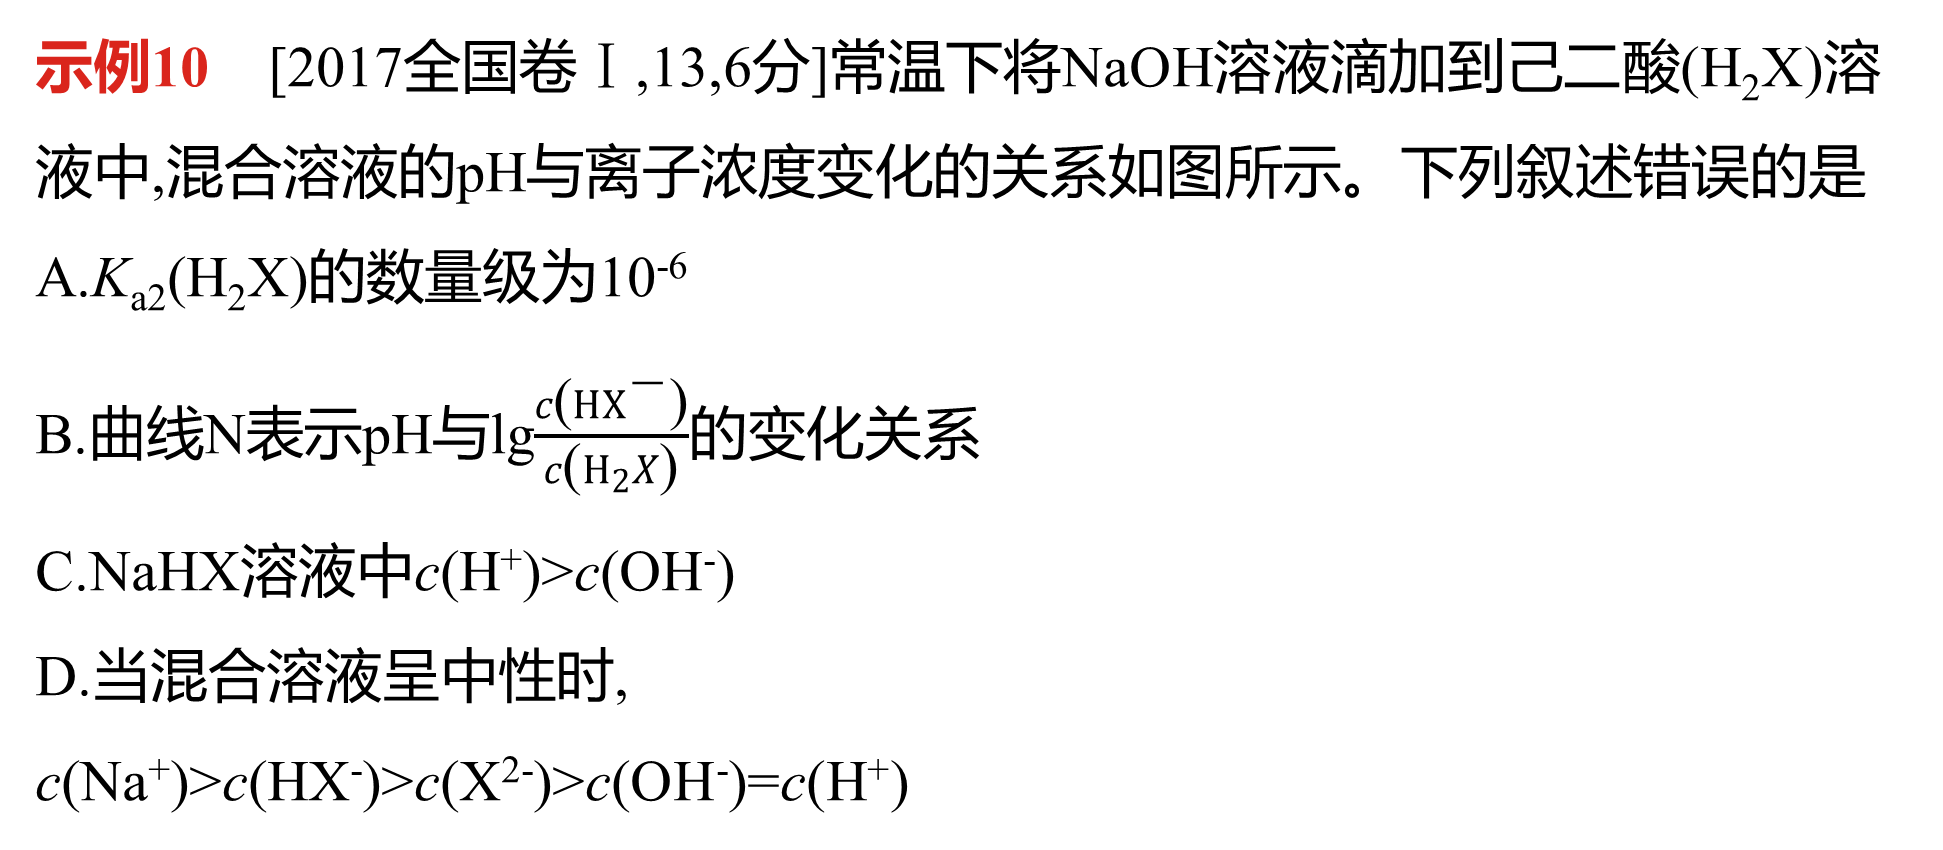 示例10 [2017全国卷Ⅰ,13,6分]常温下将NaOH溶液滴加到己二酸(H₂X)溶
液中,混合溶液的pH与离子浓度变化的关系如图所示。下列叙述错误的是
A.Kₐ₂(H₂X)的数量级为10⁻⁶
B.曲线N表示pH与lg c(HX⁻)/c(H₂X)的变化关系
C.NaHX溶液中c(H⁺)>c(OH⁻)
D.当混合溶液呈中性时,
c(Na⁺)>c(HX⁻)>c(X²⁻)>c(OH⁻)=c(H⁺)